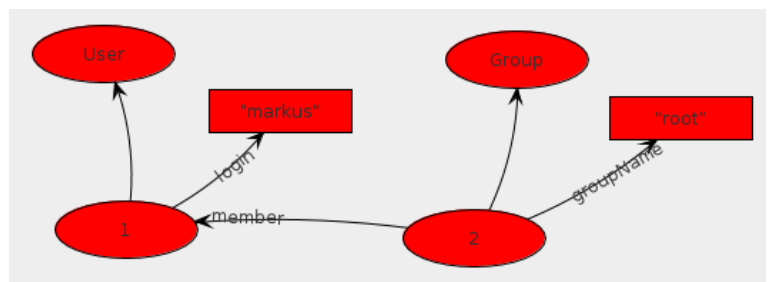 User
Group
"markus"
"root"
login
groupName
member
1
2